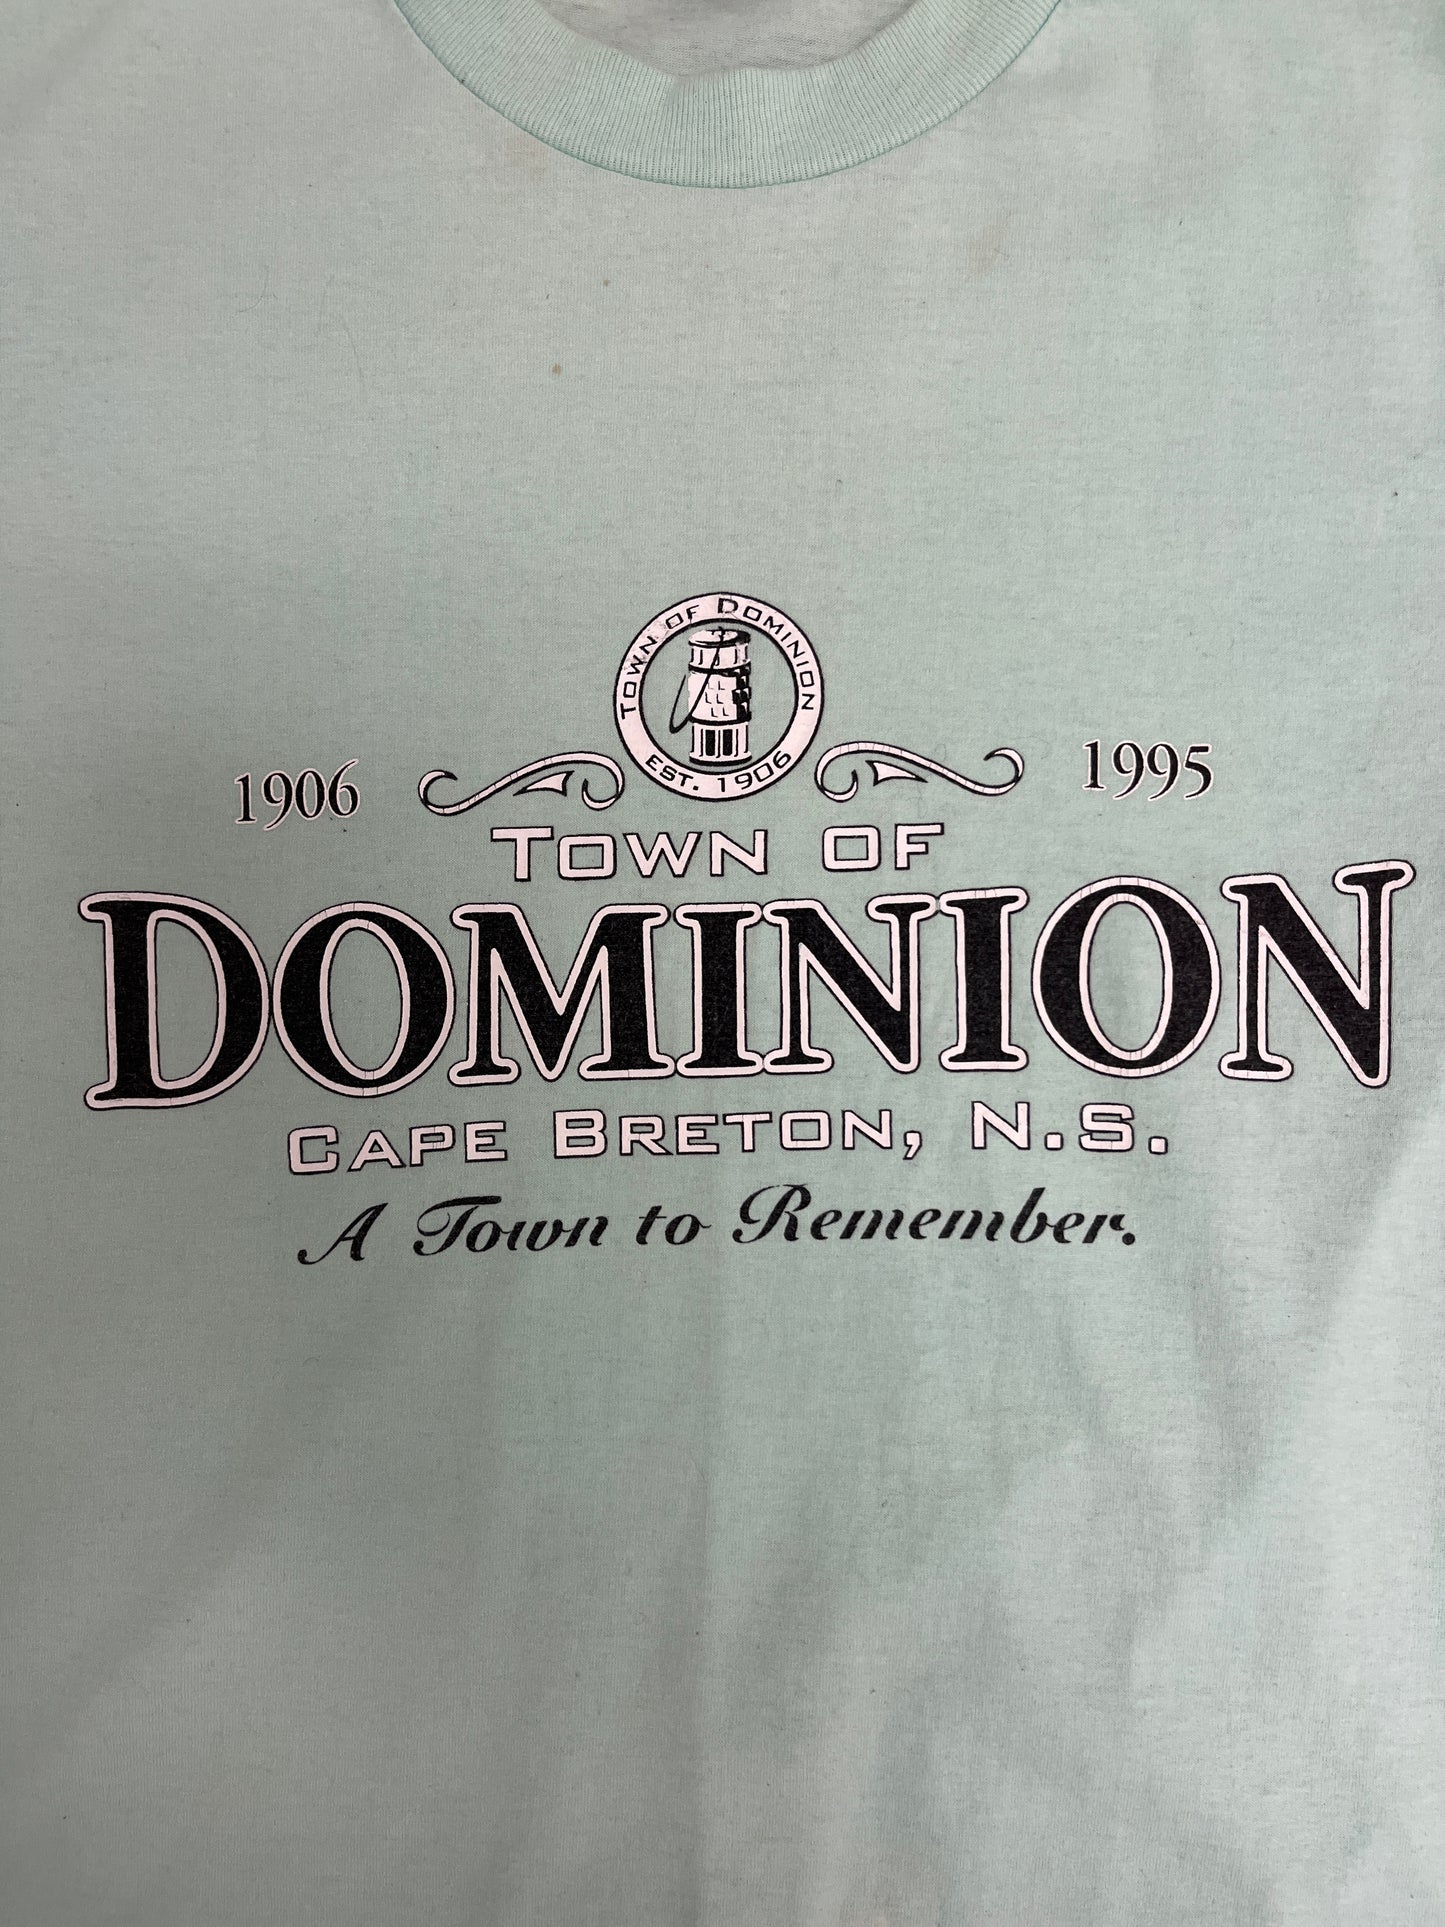 TOWN OF DOMINION
EST. 1906
1906 1995
TOWN OF
DOMINION
CAPE BRETON, N.S.
A Town to Remember.